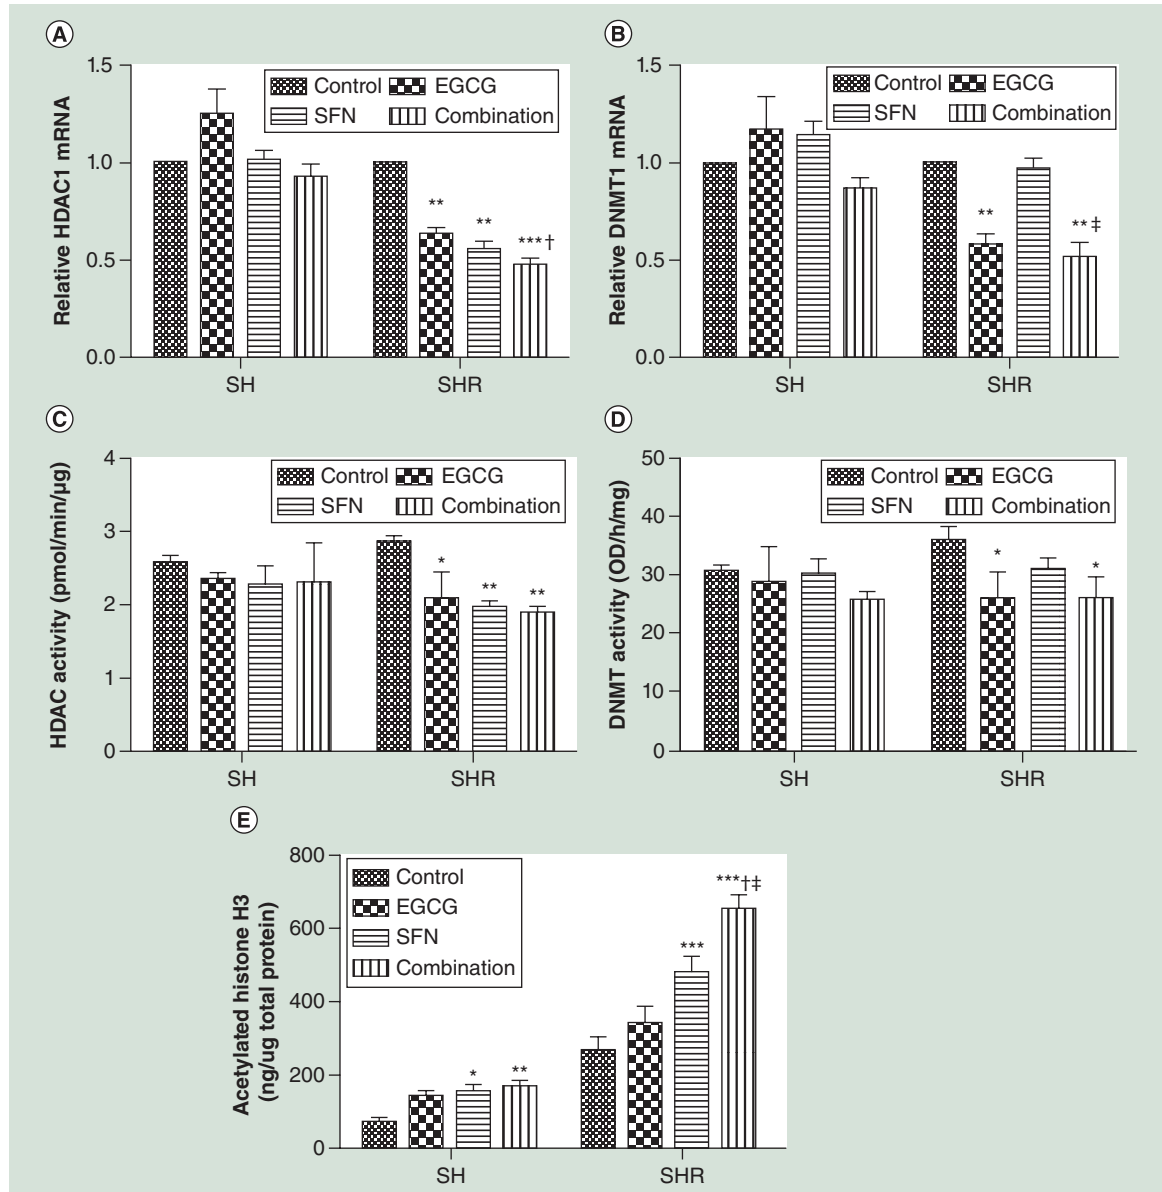 A
Relative HDAC1 mRNA
1.5
1.0
0.5
0.0
Control EGCG
SFN Combination
**
**
***†
SH SHR
B
Relative DNMT1 mRNA
1.5
1.0
0.5
0.0
Control EGCG
SFN Combination
**
**‡
SH SHR
C
HDAC activity (pmol/min/µg)
4
3
2
1
0
Control EGCG
SFN Combination
*
**
**
SH SHR
D
DNMT activity (OD/h/mg)
50
40
30
20
10
0
Control EGCG
SFN Combination
*
*
SH SHR
E
Acetylated histone H3
(ng/ug total protein)
800
600
400
200
0
Control
EGCG
SFN
Combination
*
**
***
***†‡
SH SHR